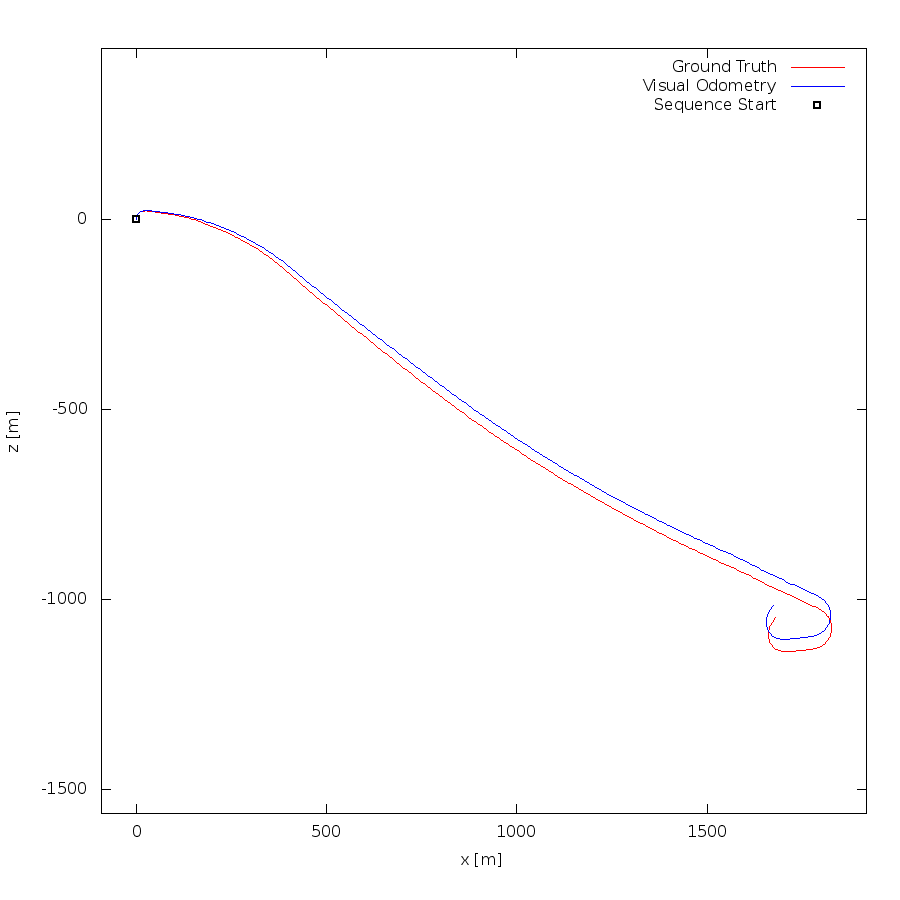 Ground Truth
Visual Odometry
Sequence Start
0
-500
-1000
-1500
z [m]
0 500 1000 1500
x [m]